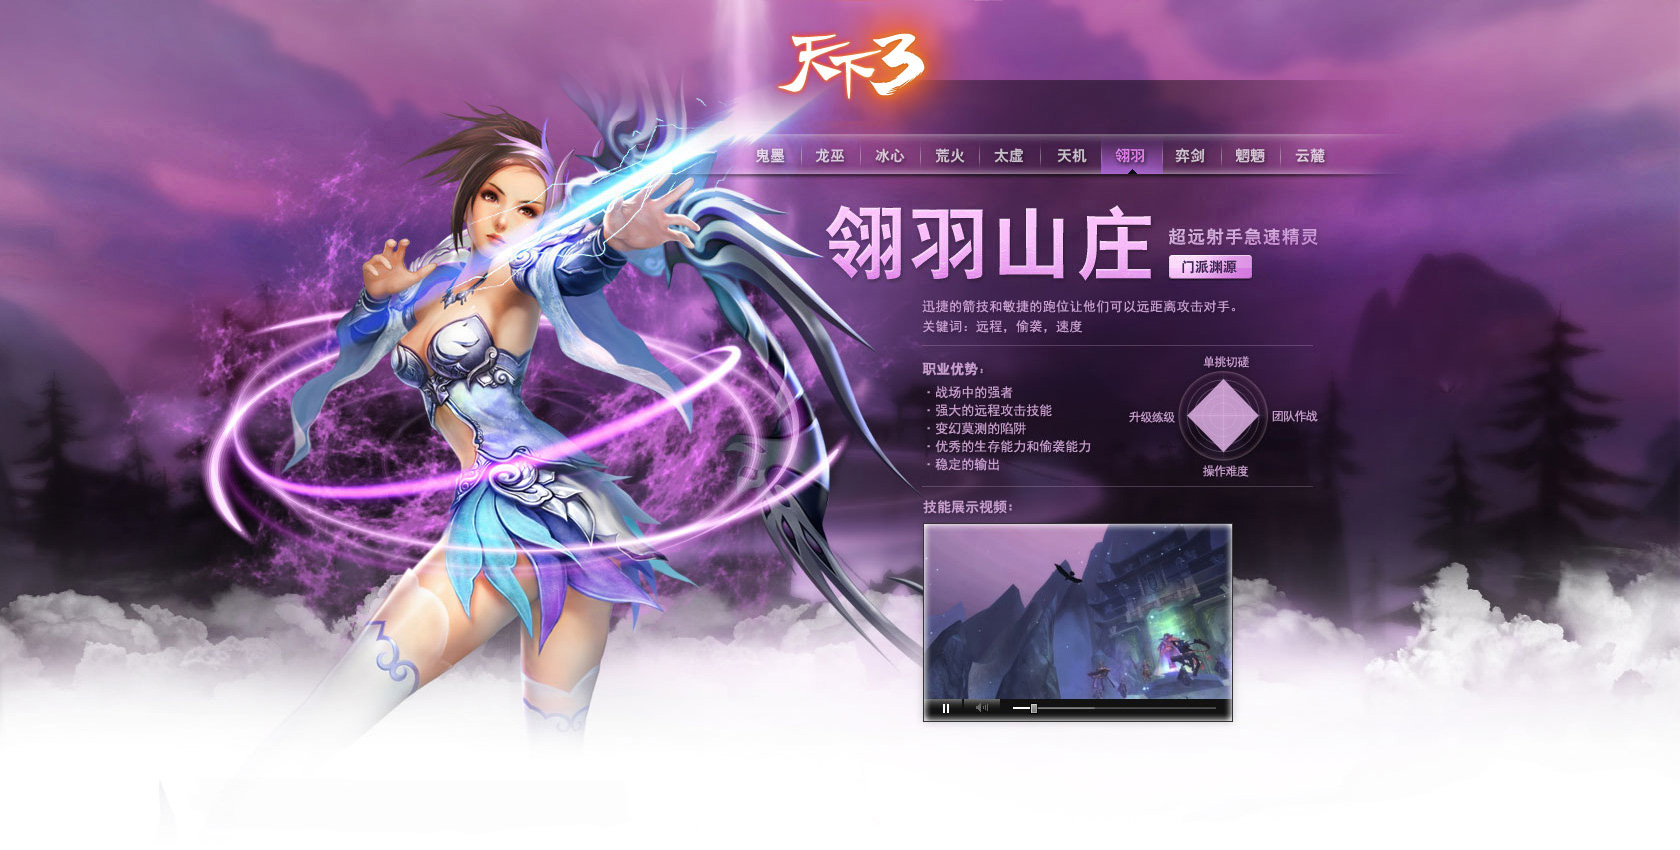 天下3
鬼墨 龙巫 冰心 荒火 太虚 天机 翎羽 弈剑 魍魉 云麓
翎羽山庄
超远射手急速精灵
门派渊源
迅捷的箭技和敏捷的跑位让他们可以远距离攻击对手。
关键词：远程，偷袭，速度
职业优势：
·战场中的强者
·强大的远程攻击技能
·变幻莫测的陷阱
·优秀的生存能力和偷袭能力
·稳定的输出
单挑切磋
升级练级
团队作战
操作难度
技能展示视频：